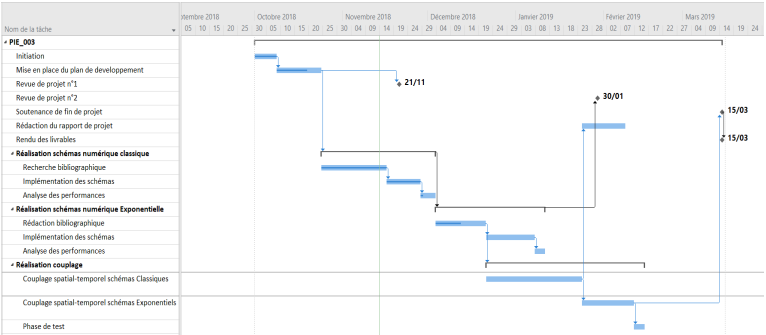 itembre 2018 Octobre 2018 Novembre 2018 Décembre 2018 Janvier 2019 Février 2019 Mars 2019
Nom de la tâche 05 10 15 20 25 30 05 10 15 20 25 30 04 09 14 19 24 29 04 09 14 19 24 29 03 08 13 18 23 28 02 07 12 17 22 27 04 09 14 19 24
PIE_003
Initiation
Mise en place du plan de developpement
Revue de projet n°1 21/11
Revue de projet n°2 30/01
Soutenance de fin de projet 15/03
Rédaction du rapport de projet
Rendu des livrables 15/03
Réalisation schémas numérique classique
Recherche bibliographique
Implémentation des schémas
Analyse des performances
Réalisation schémas numérique Exponentielle
Rédaction bibliographique
Implémentation des schémas
Analyse des performances
Réalisation couplage
Couplage spatial-temporel schémas Classiques
Couplage spatial-temporel schémas Exponentiels
Phase de test